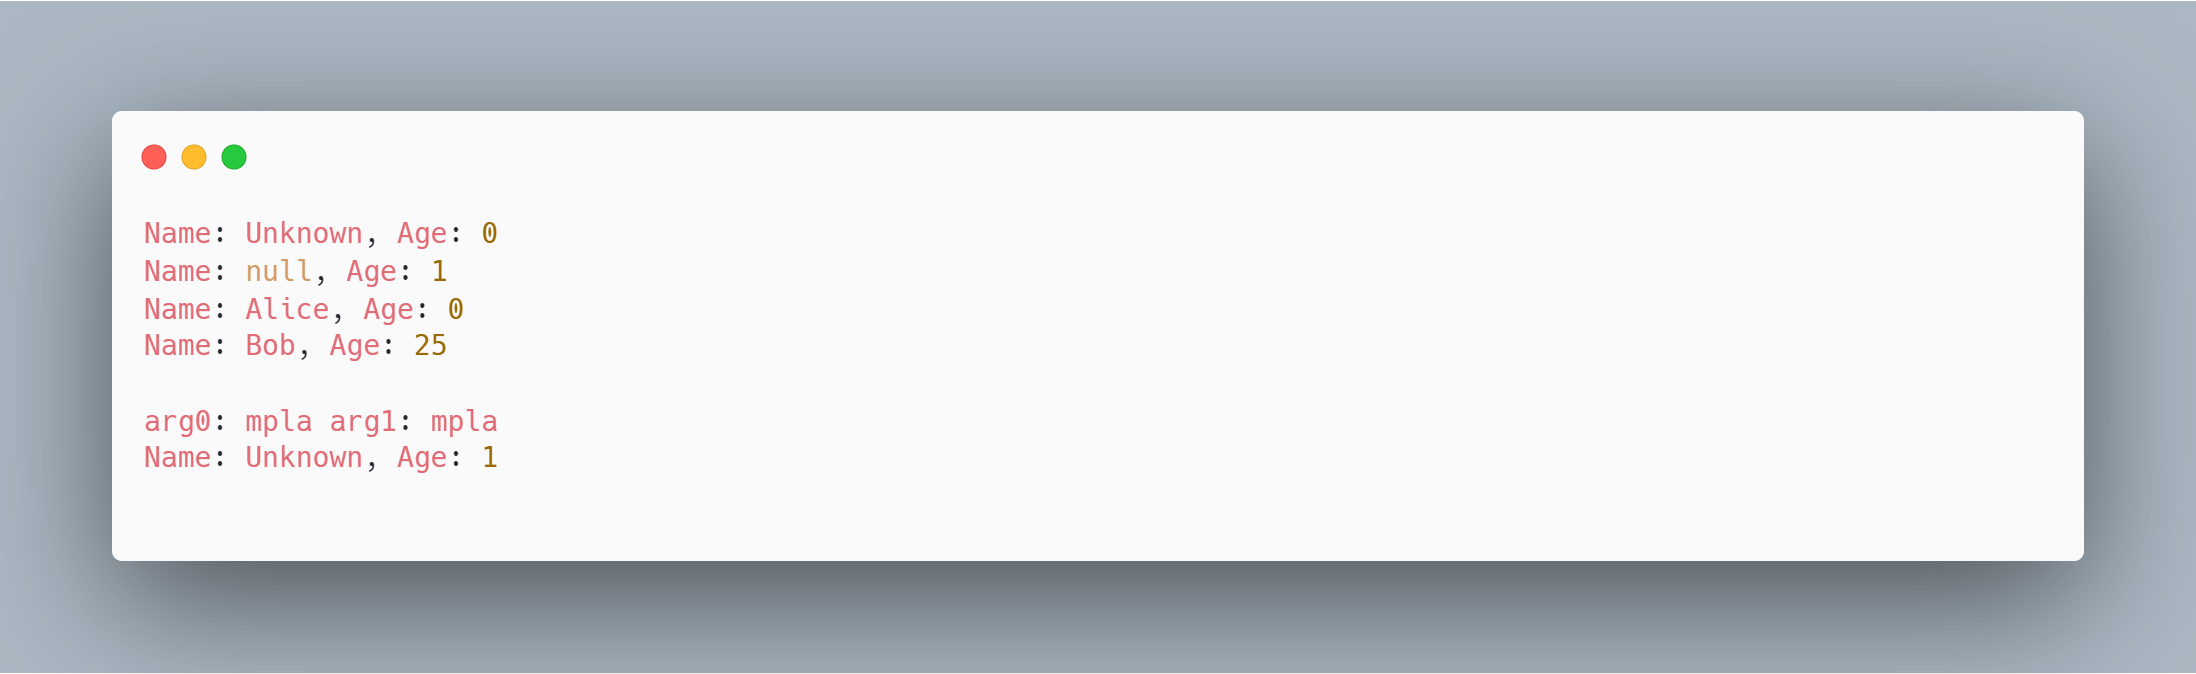 Name: Unknown, Age: 0
Name: null, Age: 1
Name: Alice, Age: 0
Name: Bob, Age: 25
arg0: mpla arg1: mpla
Name: Unknown, Age: 1